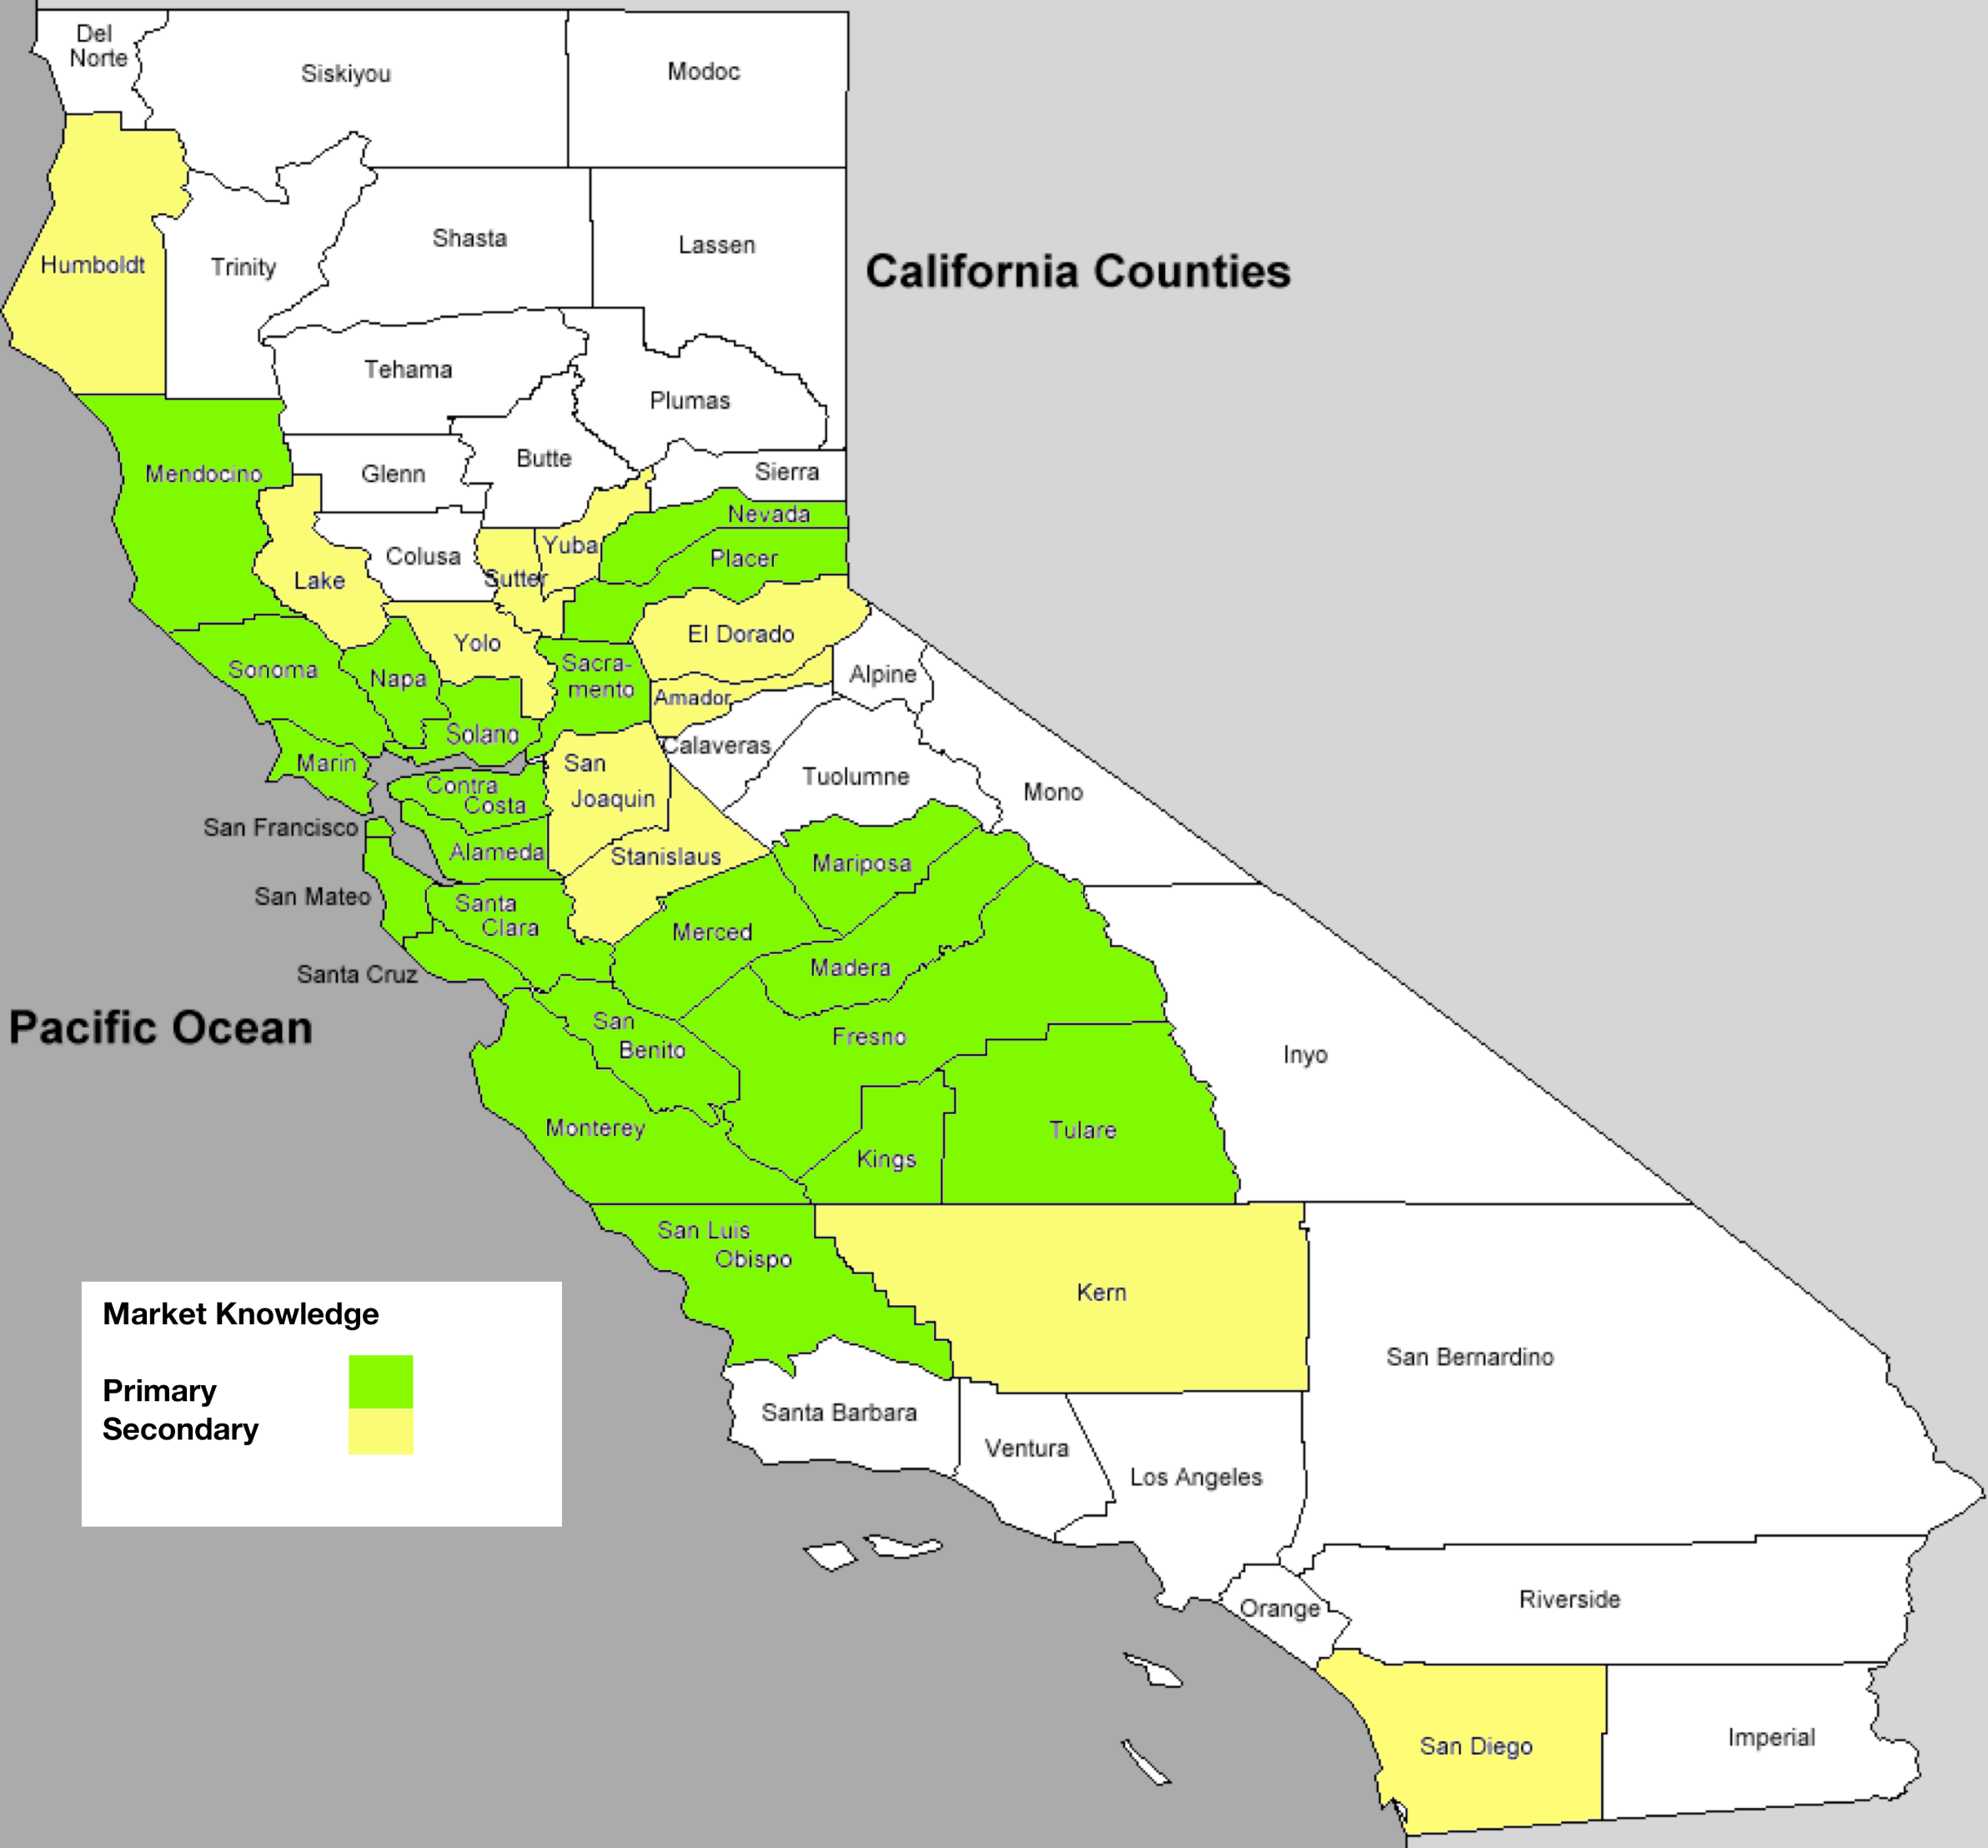 Del
Norte
Siskiyou
Modoc
Humboldt
Trinity
Shasta
Lassen
California Counties
Tehama
Plumas
Mendocino
Glenn
Butte
Sierra
Nevada
Lake
Colusa
Sutter
Yuba
Placer
Yolo
El Dorado
Sonoma
Napa
Sacra-
mento
Alpine
Amador
Solano
Marin
Calaveras
San
Joaquin
Tuolumne
Mono
Contra
Costa
San Francisco
Alameda
Stanislaus
Mariposa
San Mateo
Santa
Clara
Merced
Madera
Santa Cruz
Pacific Ocean
San
Benito
Fresno
Inyo
Monterey
Kings
Tulare
San Luis
Obispo
Kern
San Bernardino
Market Knowledge
Primary
Secondary
Santa Barbara
Ventura
Los Angeles
Orange
Riverside
San Diego
Imperial